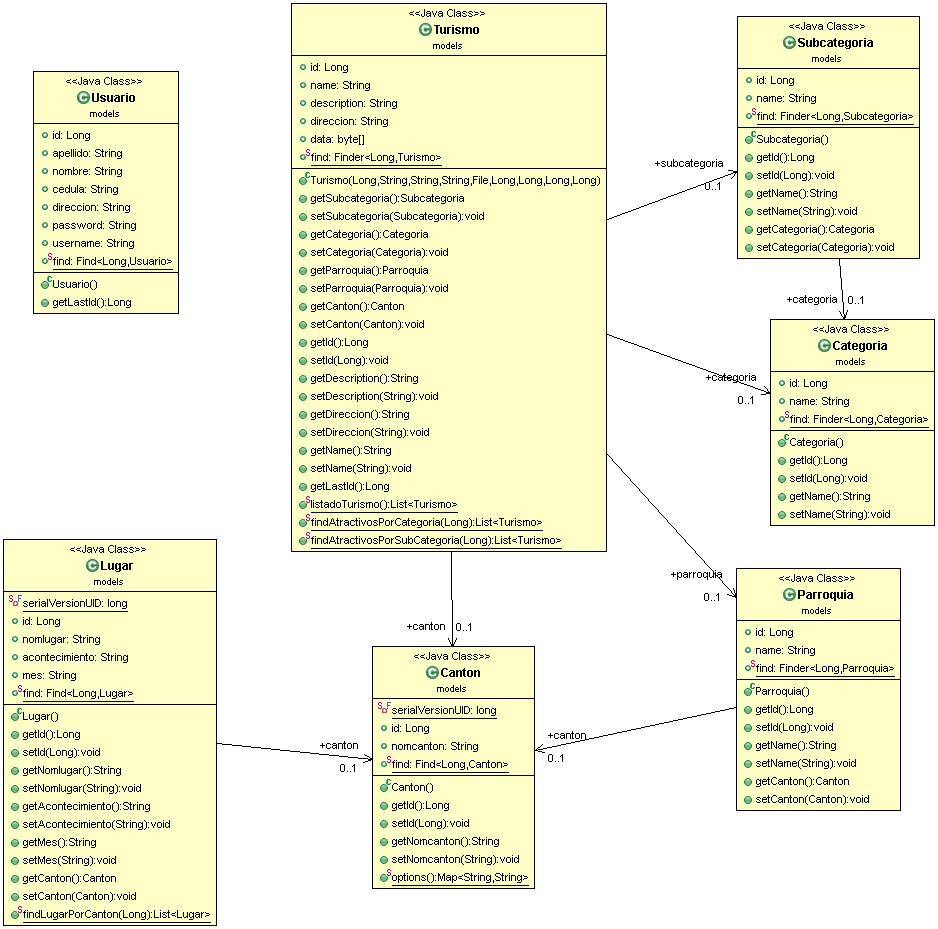 <<Java Class>>
Usuario
models
id: Long
apellido: String
nombre: String
cedula: String
direccion: String
password: String
username: String
find: Find<Long,Usuario>
Usuario()
getLastId():Long
<<Java Class>>
Turismo
models
id: Long
name: String
description: String
direccion: String
data: byte[]
find: Finder<Long,Turismo>
Turismo(Long,String,String,String,File,Long,Long,Long,Long)
getSubcategoria():Subcategoria
setSubcategoria(Subcategoria):void
getCategoria():Categoria
setCategoria(Categoria):void
getParroquia():Parroquia
setParroquia(Parroquia):void
getCanton():Canton
setCanton(Canton):void
getId():Long
setId(Long):void
getDescription():String
setDescription(String):void
getDireccion():String
setDireccion(String):void
getName():String
setName(String):void
getLastId():Long
listadoTurismo():List<Turismo>
findAtractivosPorCategoria(Long):List<Turismo>
findAtractivosPorSubCategoria(Long):List<Turismo>
+subcategoria
0..1
<<Java Class>>
Subcategoria
models
id: Long
name: String
find: Finder<Long,Subcategoria>
Subcategoria()
getId():Long
setId(Long):void
getName():String
setName(String):void
getCategoria():Categoria
setCategoria(Categoria):void
+categoria
0..1
+categoria
0..1
<<Java Class>>
Categoria
models
id: Long
name: String
find: Finder<Long,Categoria>
Categoria()
getId():Long
setId(Long):void
getName():String
setName(String):void
<<Java Class>>
Lugar
models
serialVersionUID: long
id: Long
nomlugar: String
acontecimiento: String
mes: String
find: Find<Long,Lugar>
Lugar()
getId():Long
setId(Long):void
getNomlugar():String
setNomlugar(String):void
getAcontecimiento():String
setAcontecimiento(String):void
getMes():String
setMes(String):void
getCanton():Canton
setCanton(Canton):void
findLugarPorCanton(Long):List<Lugar>
+canton
0..1
+canton
0..1
<<Java Class>>
Canton
models
serialVersionUID: long
id: Long
nomcanton: String
find: Find<Long,Canton>
Canton()
getId():Long
setId(Long):void
getNomcanton():String
setNomcanton(String):void
options():Map<String,String>
+canton
0..1
+parroquia
0..1
<<Java Class>>
Parroquia
models
id: Long
name: String
find: Finder<Long,Parroquia>
Parroquia()
getId():Long
setId(Long):void
getName():String
setName(String):void
getCanton():Canton
setCanton(Canton):void